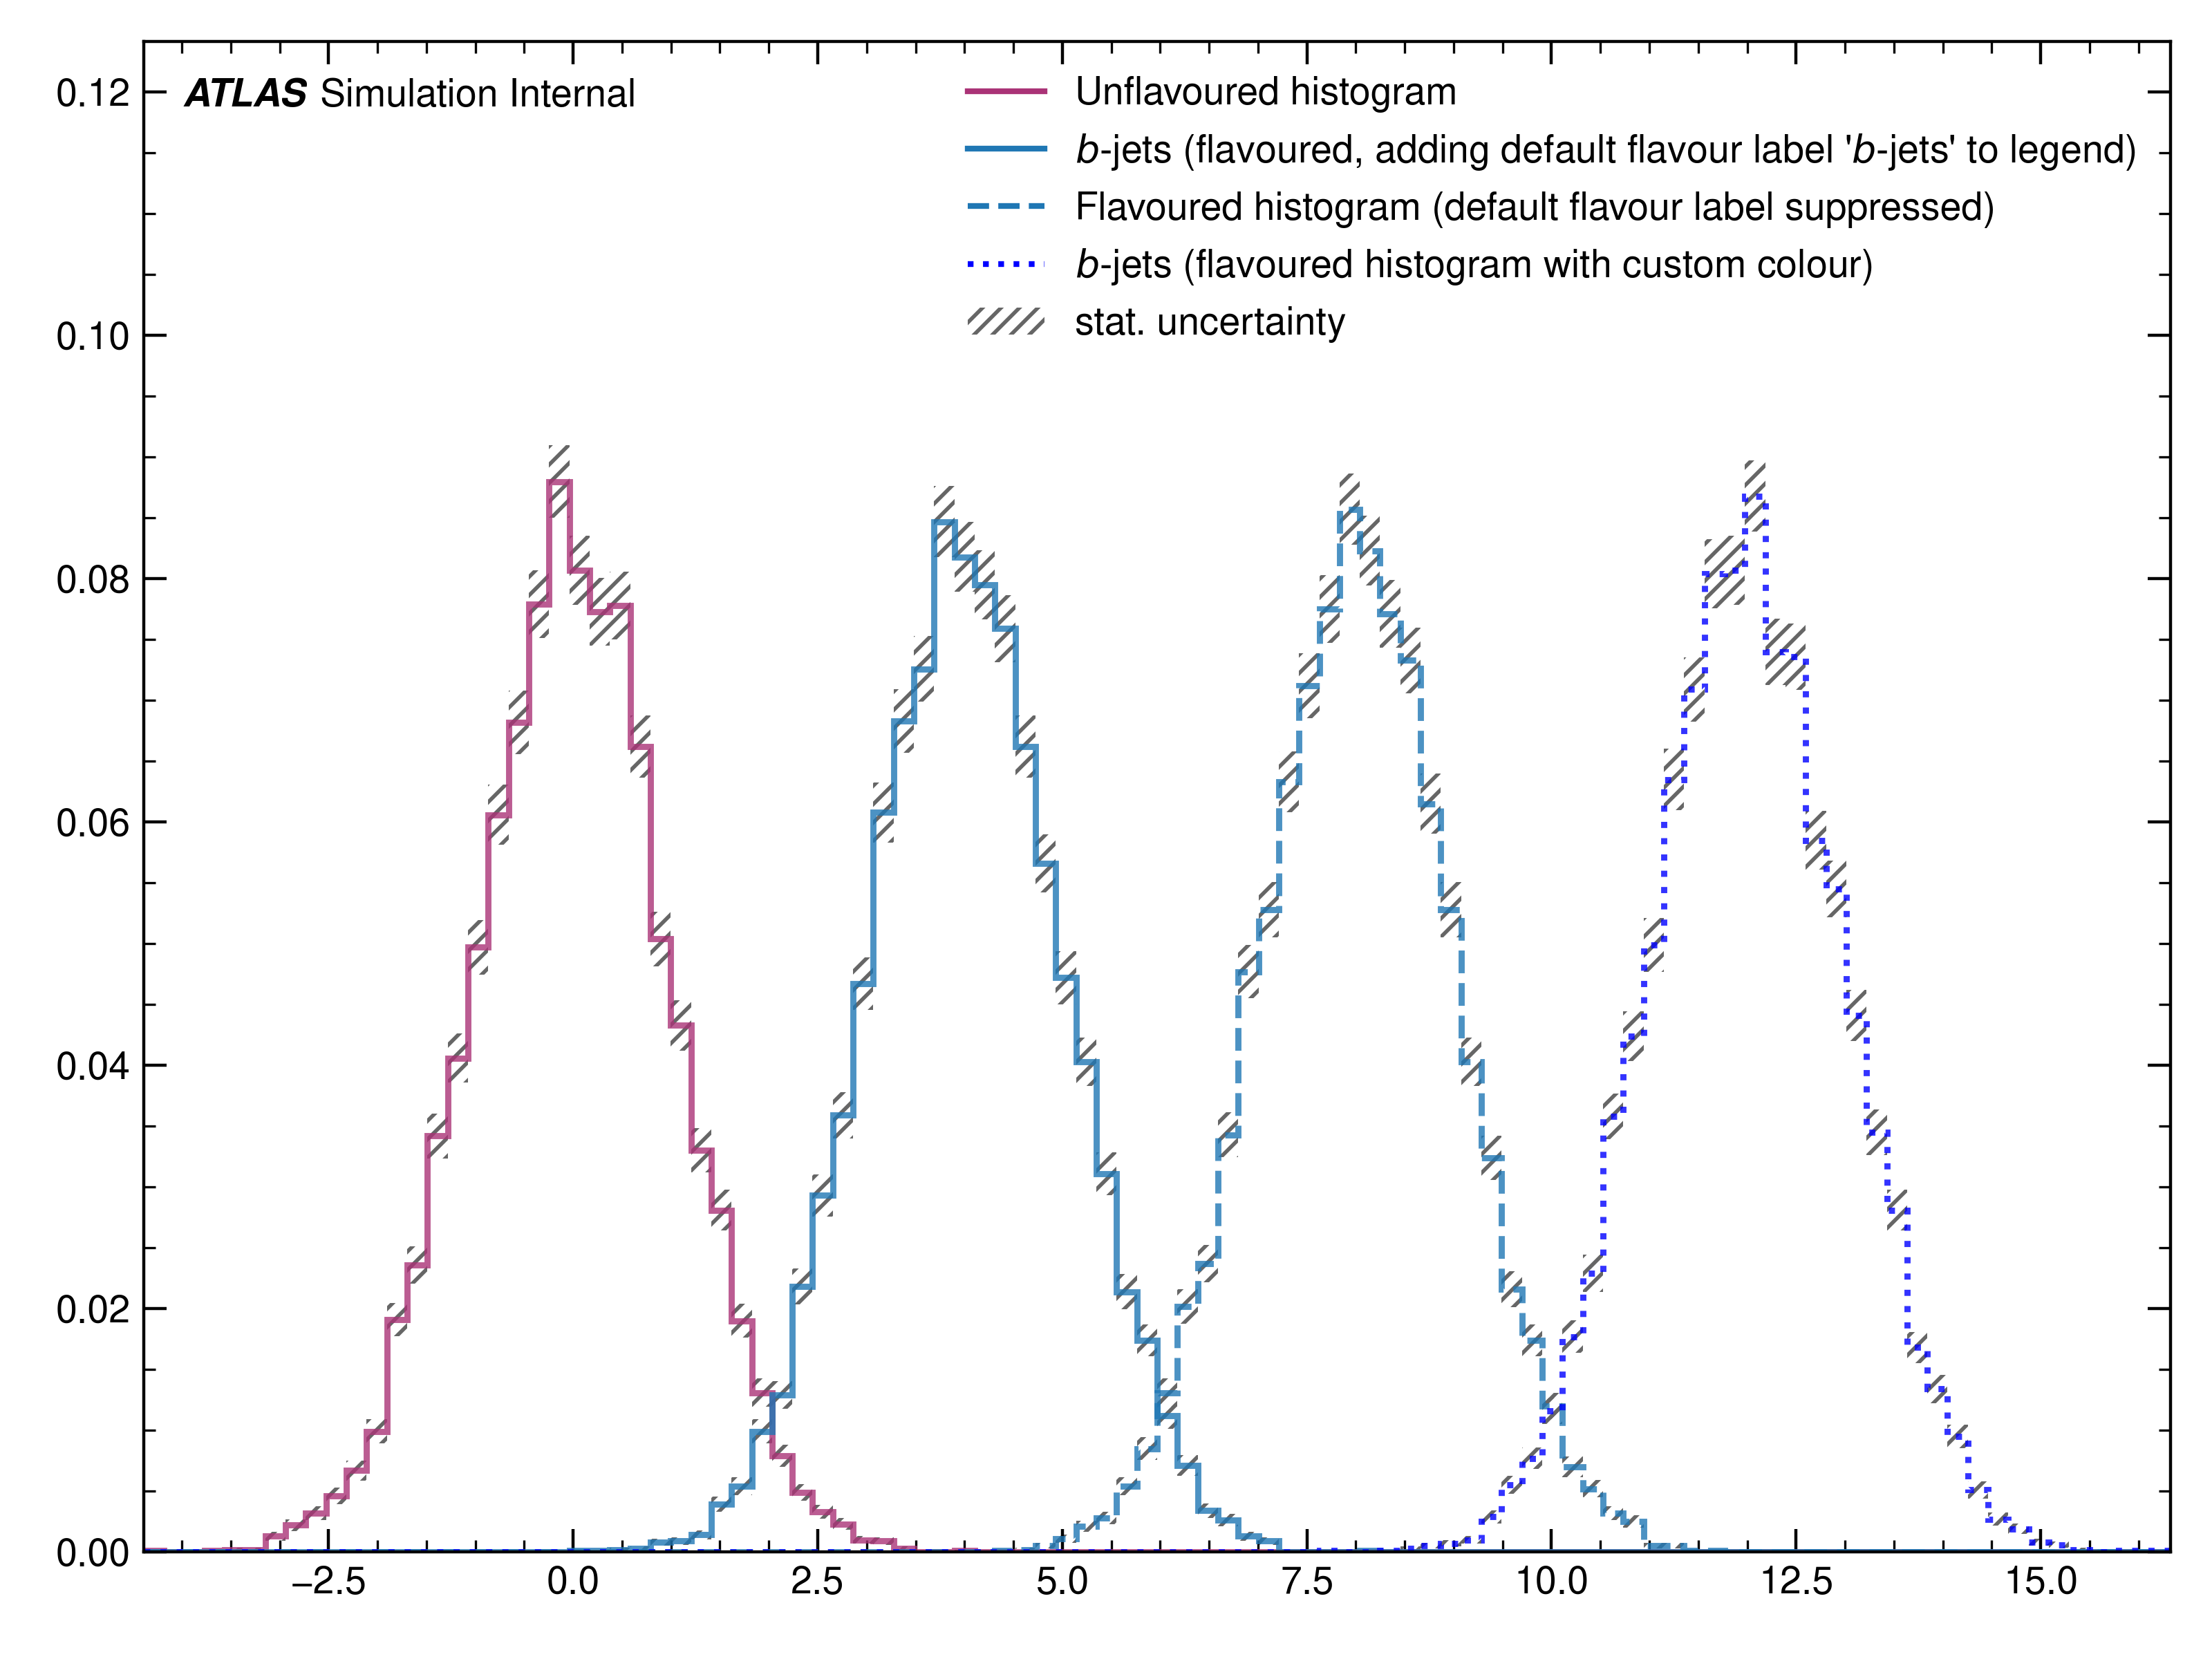 ATLAS Simulation Internal
Unflavoured histogram
b-jets (flavoured, adding default flavour label 'b-jets' to legend)
Flavoured histogram (default flavour label suppressed)
b-jets (flavoured histogram with custom colour)
stat. uncertainty
0.12
0.10
0.08
0.06
0.04
0.02
0.00
−2.5 0.0 2.5 5.0 7.5 10.0 12.5 15.0